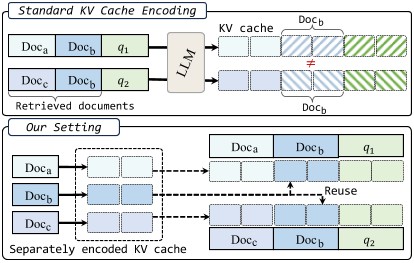 Standard KV Cache Encoding
KV cache
Doc_b
Doc_a Doc_b q_1
LLM
≠
Doc_c Doc_b q_2
Retrieved documents
Doc_b
Our Setting
Doc_a Doc_b q_1
Doc_a
Doc_b
Reuse
Doc_c
Separately encoded KV cache
Doc_c Doc_b q_2